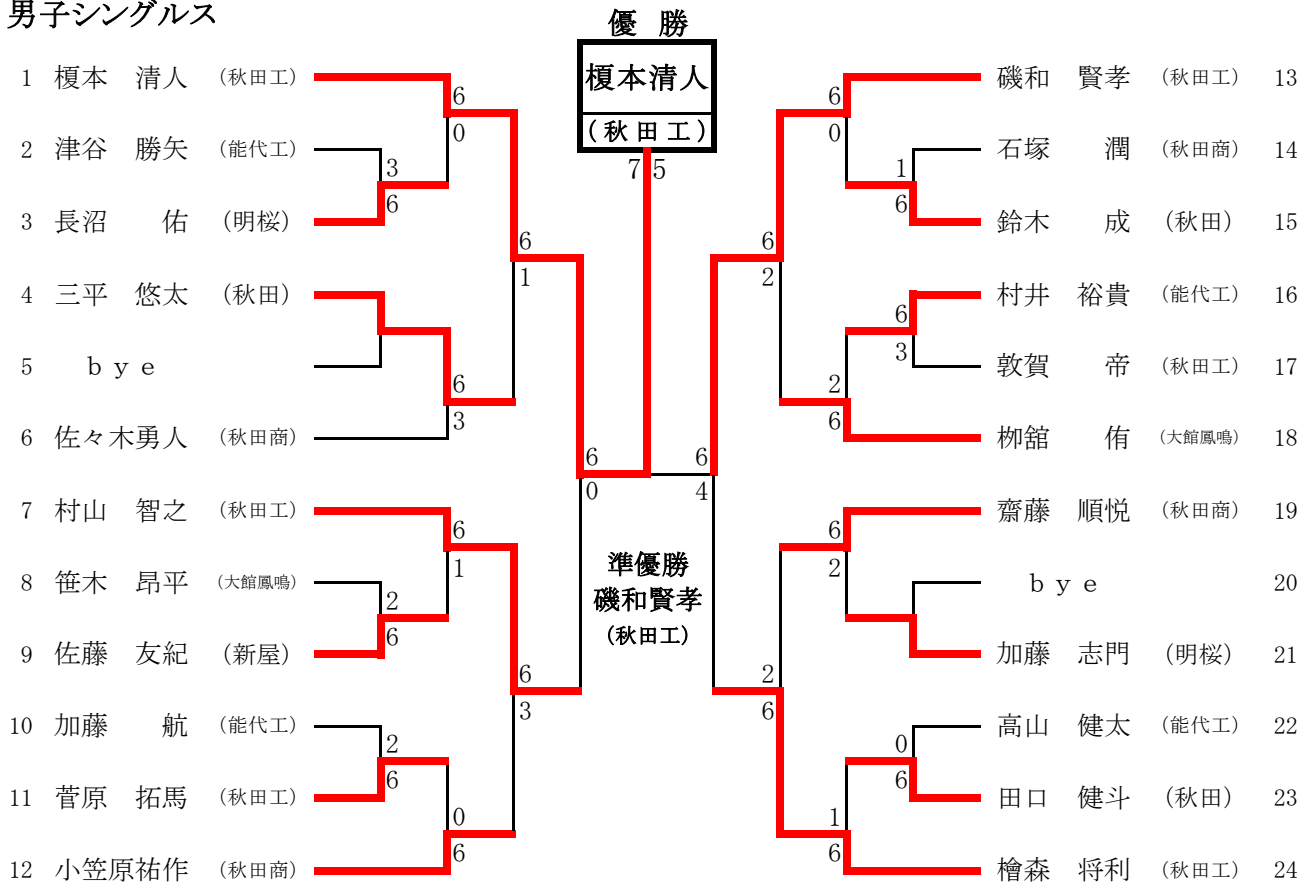 男子シングルス
優 勝
榎本清人
(秋田工)
7 5
1 榎本 清人 (秋田工)
6
0
2 津谷 勝矢 (能代工)
3
6
3 長沼 佑 (明桜)
6
1
4 三平 悠太 (秋田)
5 ｂｙｅ
6
3
6 佐々木勇人 (秋田商)
6
0
7 村山 智之 (秋田工)
6
1
8 笹木 昂平 (大館鳳鳴)
2
6
9 佐藤 友紀 (新屋)
6
3
10 加藤 航 (能代工)
2
6
11 菅原 拓馬 (秋田工)
0
6
12 小笠原祐作 (秋田商)
準優勝
磯和賢孝
(秋田工)
磯和 賢孝 (秋田工) 13
6
0
石塚 潤 (秋田商) 14
1
6
鈴木 成 (秋田) 15
6
2
村井 裕貴 (能代工) 16
6
3
敦賀 帝 (秋田工) 17
2
6
栁舘 侑 (大館鳳鳴) 18
6
4
齋藤 順悦 (秋田商) 19
6
2
ｂｙｅ 20
加藤 志門 (明桜) 21
2
6
高山 健太 (能代工) 22
0
6
田口 健斗 (秋田) 23
1
6
檜森 将利 (秋田工) 24